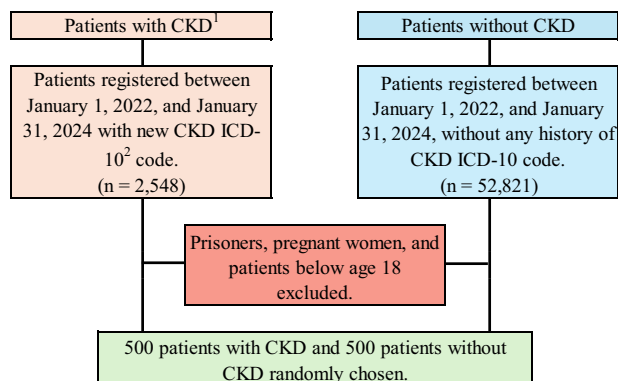 Patients with CKD1
Patients without CKD
Patients registered between
January 1, 2022, and January
31, 2024 with new CKD ICD-
102 code.
(n = 2,548)
Patients registered between
January 1, 2022, and January
31, 2024, without any history of
CKD ICD-10 code.
(n = 52,821)
Prisoners, pregnant women, and
patients below age 18
excluded.
500 patients with CKD and 500 patients without
CKD randomly chosen.